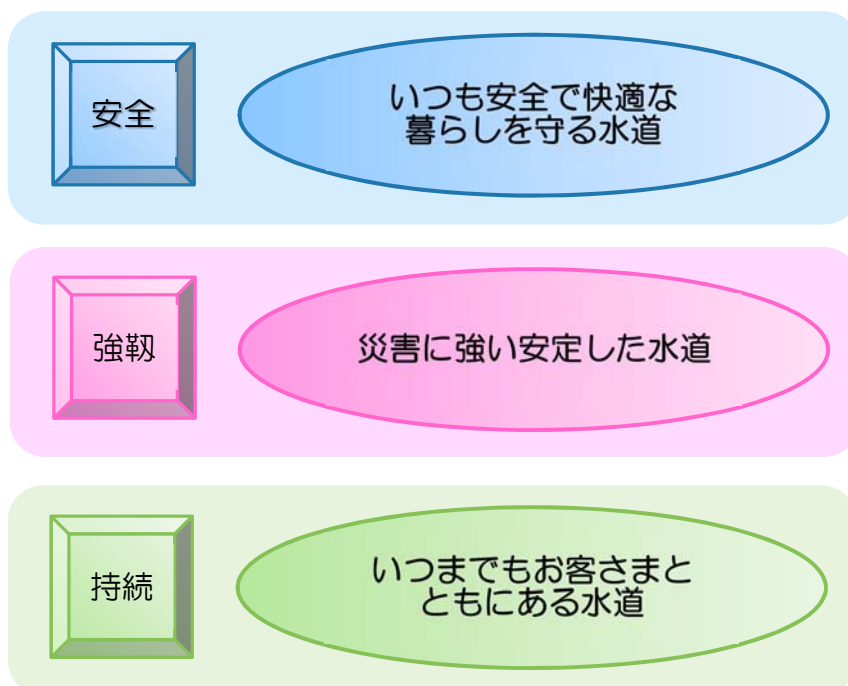 安全
いつも安全で快適な
暮らしを守る水道
強靱
災害に強い安定した水道
持続
いつまでもお客さまと
ともにある水道